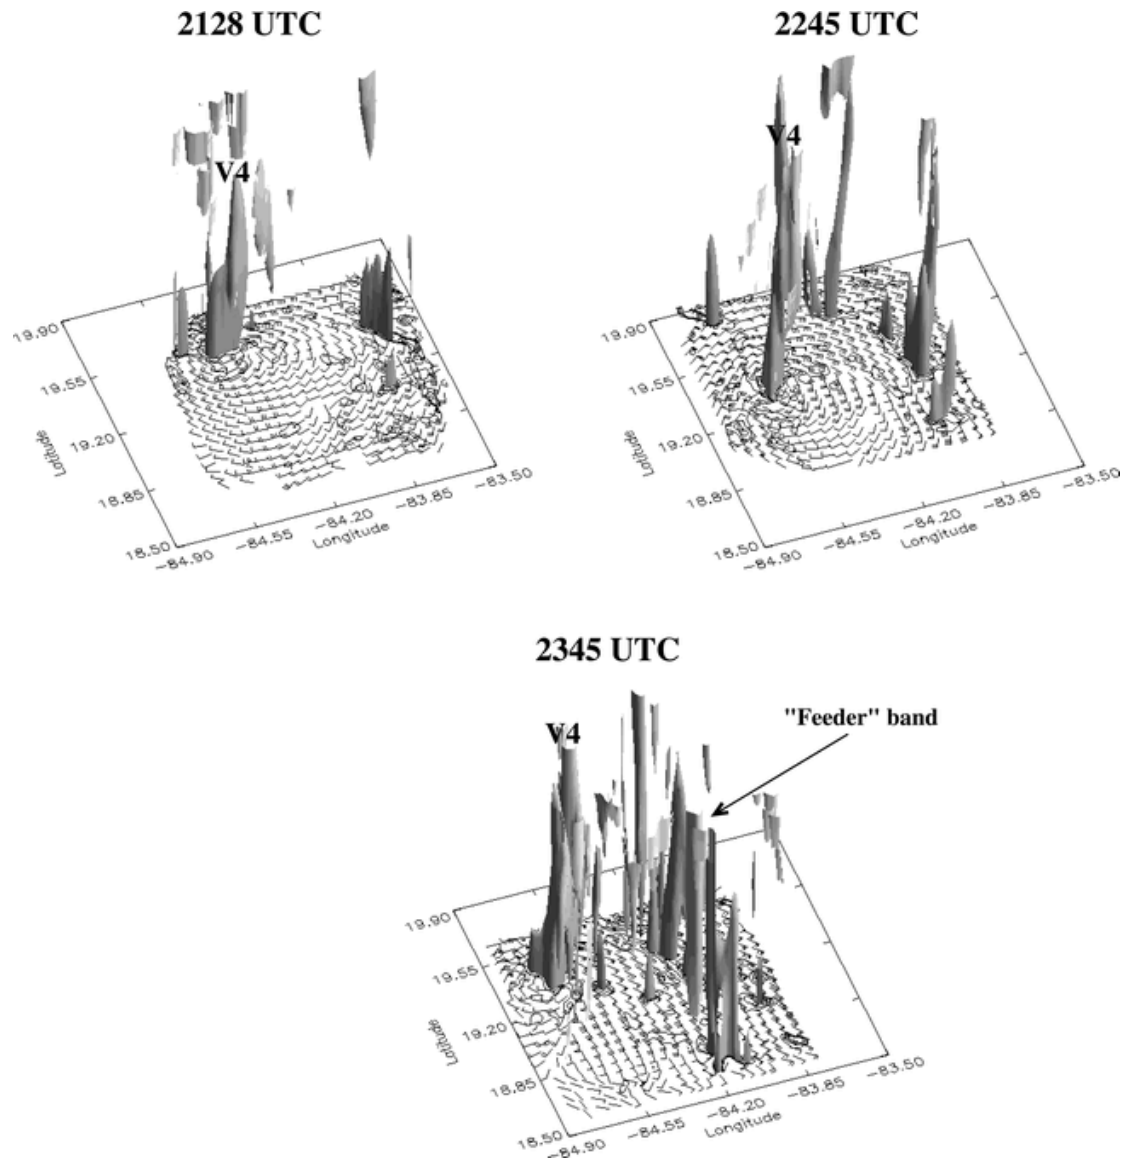 2128 UTC
V4
19.90
19.55
19.20
18.85
18.50
Latitude
-84.90
-84.55
-84.20
-83.85
-83.50
Longitude
2245 UTC
V4
19.90
19.55
19.20
18.85
18.50
Latitude
-84.90
-84.55
-84.20
-83.85
-83.50
Longitude
2345 UTC
"Feeder" band
V4
19.90
19.55
19.20
18.85
18.50
Latitude
-84.90
-84.55
-84.20
-83.85
-83.50
Longitude